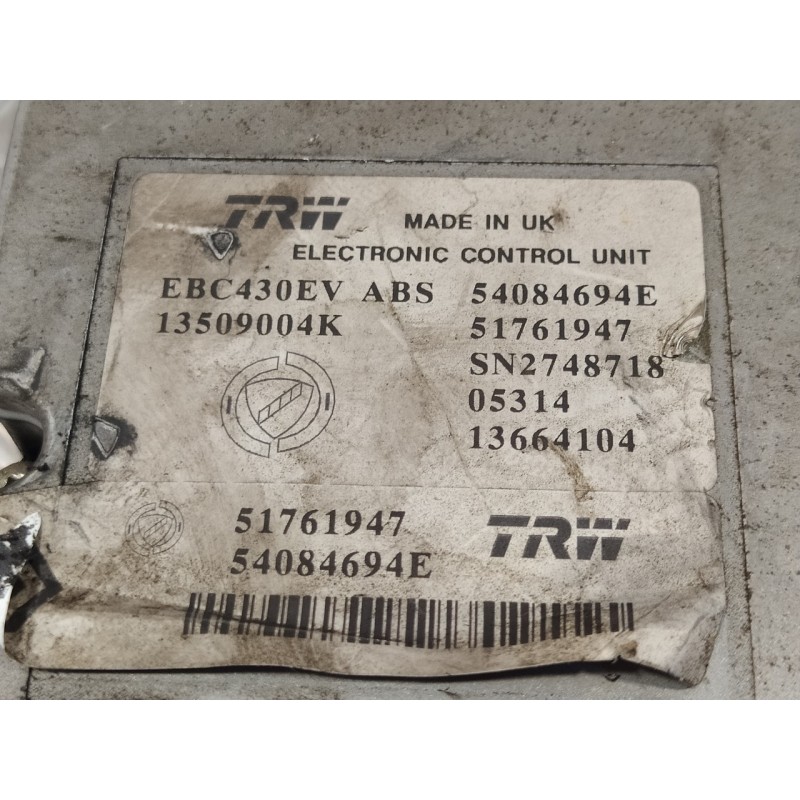 TRW MADE IN UK
ELECTRONIC CONTROL UNIT
EBC430EV ABS 54084694E
13509004K 51761947
SN2748718
05314
13664104
51761947 TRW
54084694E